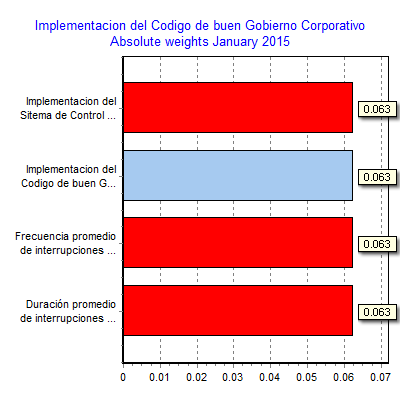 Implementacion del Codigo de buen Gobierno Corporativo
Absolute weights January 2015
Implementacion del
Sitema de Control ...
0.063
Implementacion del
Codigo de buen G...
0.063
Frecuencia promedio
de interrupciones ...
0.063
Duración promedio
de interrupciones ...
0.063
0 0.01 0.02 0.03 0.04 0.05 0.06 0.07